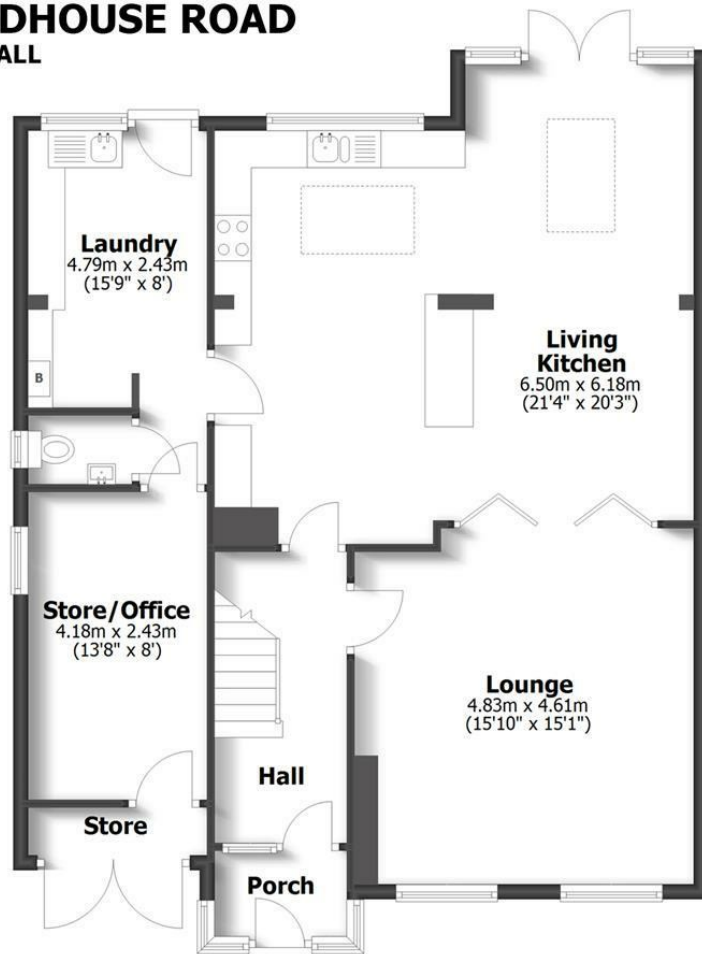 DHOUSE ROAD
ALL
Laundry
4.79m x 2.43m
(15'9" x 8')
B
Living
Kitchen
6.50m x 6.18m
(21'4" x 20'3")
Store/Office
4.18m x 2.43m
(13'8" x 8')
Lounge
4.83m x 4.61m
(15'10" x 15'1")
Hall
Store
Porch